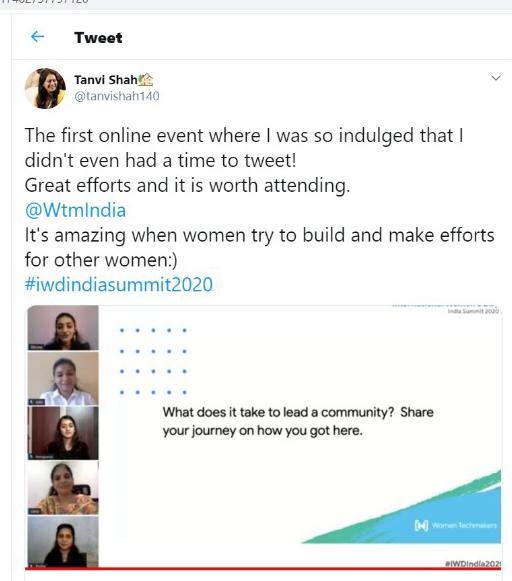 Tweet
Tanvi Shah
@tanvishah140
The first online event where I was so indulged that I
didn't even had a time to tweet!
Great efforts and it is worth attending.
@WtmIndia
It's amazing when women try to build and make efforts
for other women:)
#iwdindiasummit2020
India Summit 2020
What does it take to lead a community? Share
your journey on how you got here.
Women Techmakers
#IWDIndia202